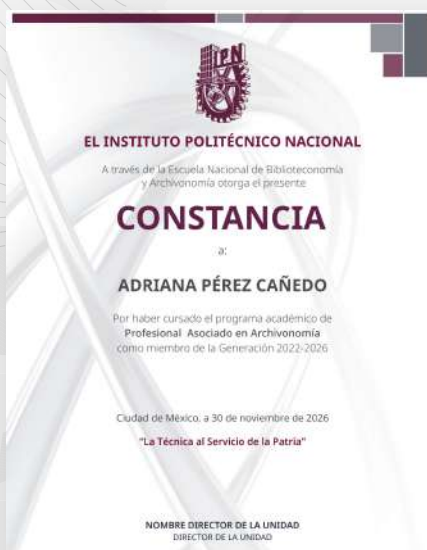 IPN
EL INSTITUTO POLITÉCNICO NACIONAL
A través de la Escuela Nacional de Biblioteconomía
y Archivonomía otorga el presente
CONSTANCIA
a:
ADRIANA PÉREZ CAÑEDO
Por haber cursado el programa académico de
Profesional Asociado en Archivonomía
como miembro de la Generación 2022-2026
Ciudad de México, a 30 de noviembre de 2026
"La Técnica al Servicio de la Patria"
NOMBRE DIRECTOR DE LA UNIDAD
DIRECTOR DE LA UNIDAD